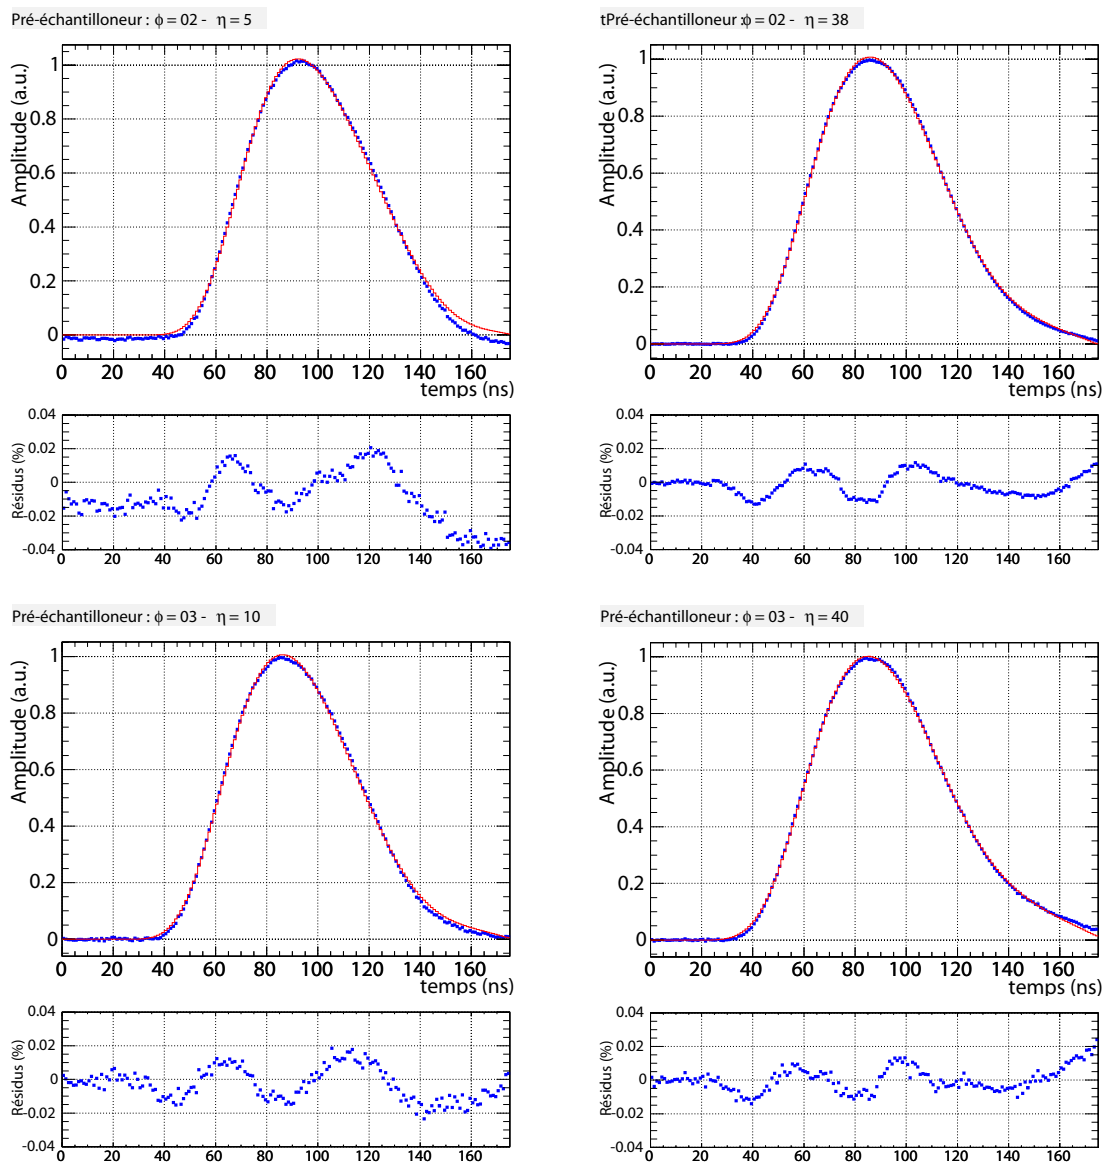 Pré-échantilloneur : ϕ = 02 - η = 5
Amplitude (a.u.)
1
0.8
0.6
0.4
0.2
0
0 20 40 60 80 100 120 140 160
temps (ns)
Résidus (%)
0.04
0.02
0
-0.02
-0.04
0 20 40 60 80 100 120 140 160
tPré-échantilloneur : ϕ = 02 - η = 38
Amplitude (a.u.)
1
0.8
0.6
0.4
0.2
0
0 20 40 60 80 100 120 140 160
temps (ns)
Résidus (%)
0.04
0.02
0
-0.02
-0.04
0 20 40 60 80 100 120 140 160
Pré-échantilloneur : ϕ = 03 - η = 10
Amplitude (a.u.)
1
0.8
0.6
0.4
0.2
0
0 20 40 60 80 100 120 140 160
temps (ns)
Résidus (%)
0.04
0.02
0
-0.02
-0.04
0 20 40 60 80 100 120 140 160
Pré-échantilloneur : ϕ = 03 - η = 40
Amplitude (a.u.)
1
0.8
0.6
0.4
0.2
0
0 20 40 60 80 100 120 140 160
temps (ns)
Résidus (%)
0.04
0.02
0
-0.02
-0.04
0 20 40 60 80 100 120 140 160